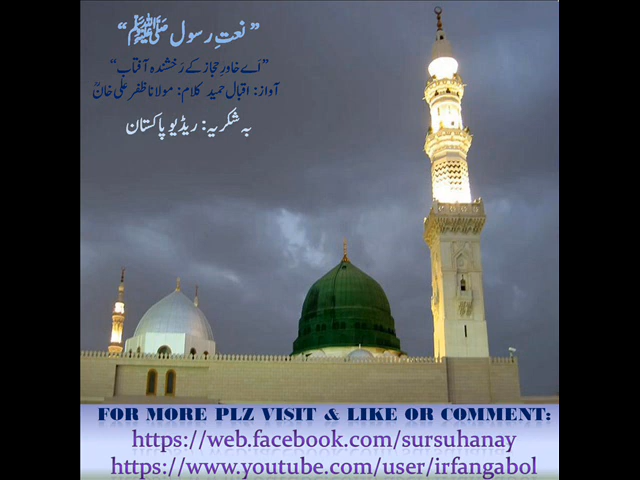 ”نعتِ رسول ﷺ“
”اَے خاورِ حجاز کے رَخشندہ آفتاب“
آواز: اقبال حمید کلام: مولانا ظفر علی خانؒ
بہ شکریہ: ریڈیو پاکستان
FOR MORE PLZ VISIT & LIKE OR COMMENT:
https://web.facebook.com/sursuhanay
https://www.youtube.com/user/irfangabol